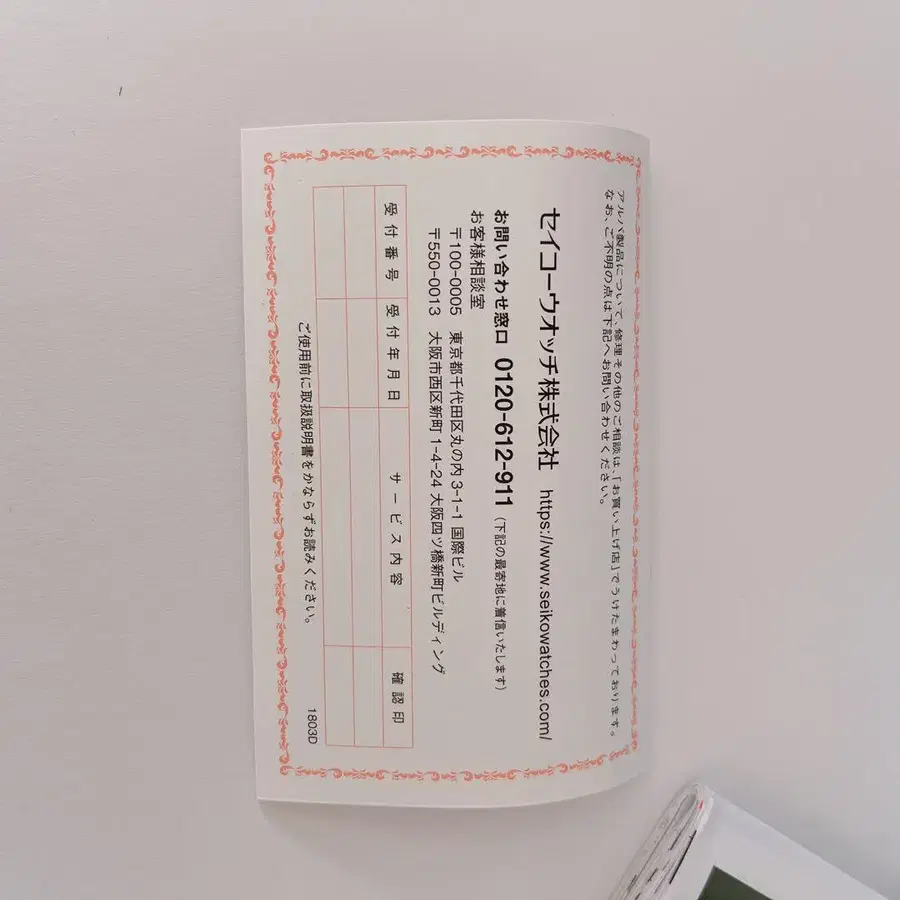 アルバ製品について、修理その他のご相談は、「お買い上げ店」でうけたまわっております。
なお、ご不明の点は下記へお問い合わせください。
セイコーウオッチ株式会社 https://www.seikowatches.com/
お問い合わせ窓口 0120-612-911 (下記の最寄地に着信いたします)
お客様相談室
〒100-0005 東京都千代田区丸の内 3-1-1 国際ビル
〒550-0013 大阪市西区新町 1-4-24 大阪四ツ橋新町ビルディング
受付番号 受付年月日 サービス内容 確認印
ご使用前に取扱説明書をかならずお読みください。
1803D